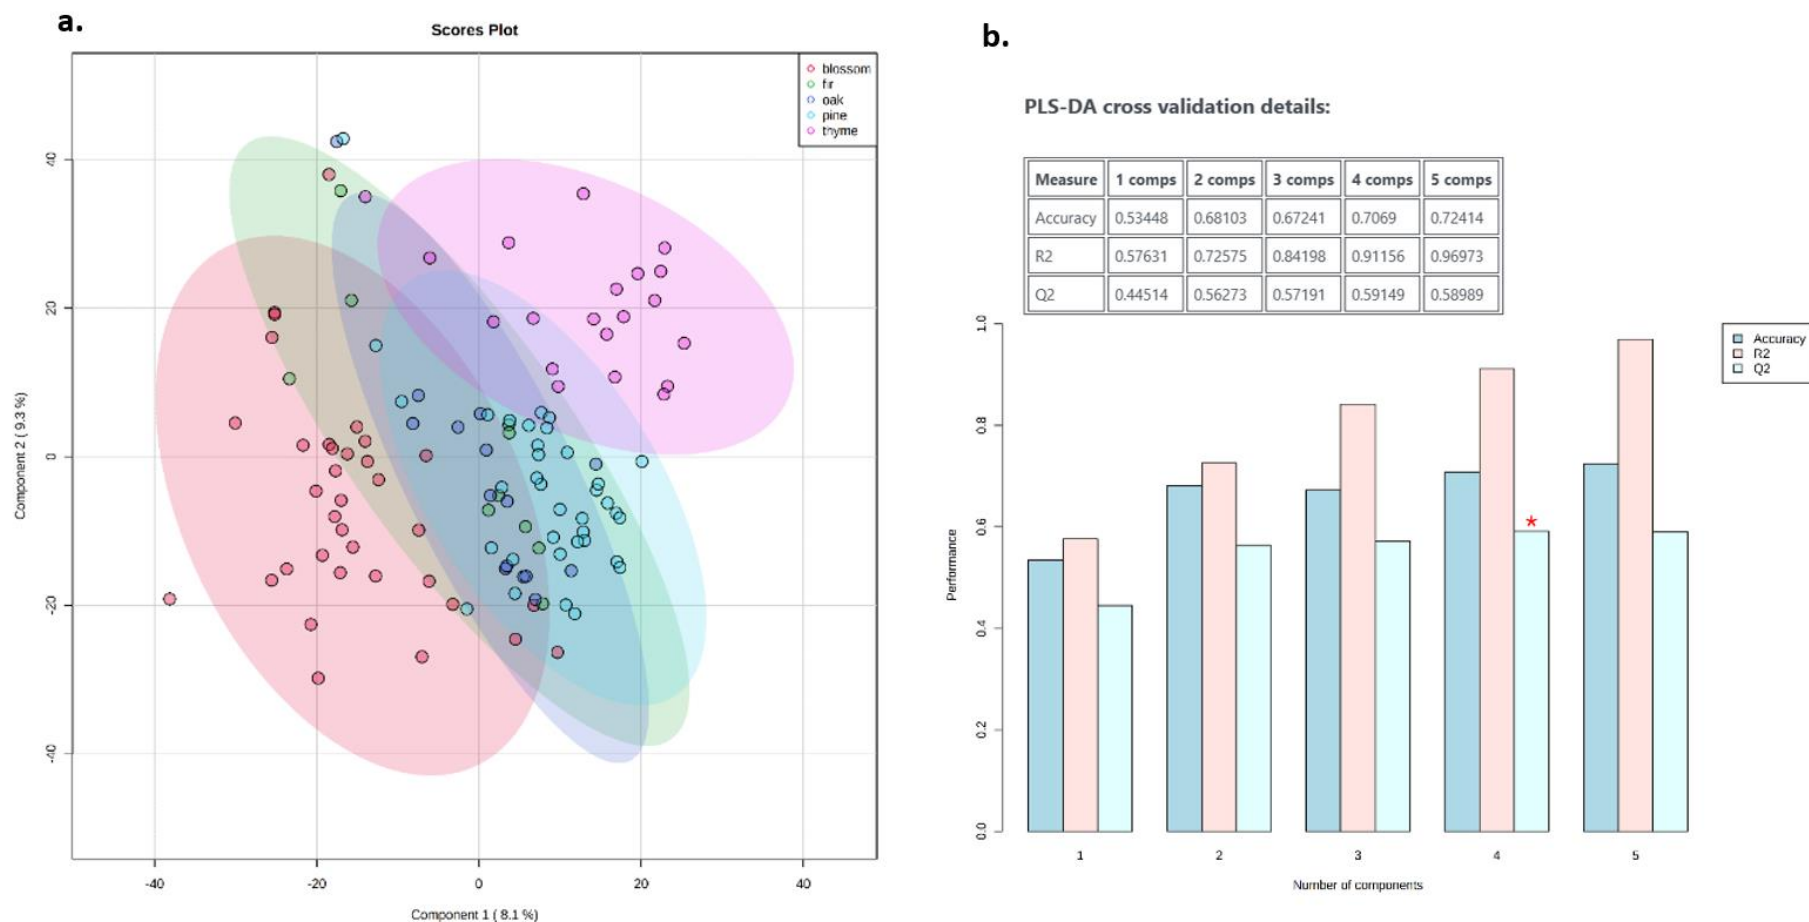 a.
Scores Plot
blossom
fir
oak
pine
thyme
40
20
0
-20
-40
Component 2 ( 9.3 %)
-40 -20 0 20 40
Component 1 ( 8.1 %)
b.
PLS-DA cross validation details:
Measure 1 comps 2 comps 3 comps 4 comps 5 comps
Accuracy 0.53448 0.68103 0.67241 0.7069 0.72414
R2 0.57631 0.72575 0.84198 0.91156 0.96973
Q2 0.44514 0.56273 0.57191 0.59149 0.58989
Accuracy
R2
Q2
1.0
0.8
0.6
0.4
0.2
0.0
Performance
*
1 2 3 4 5
Number of components